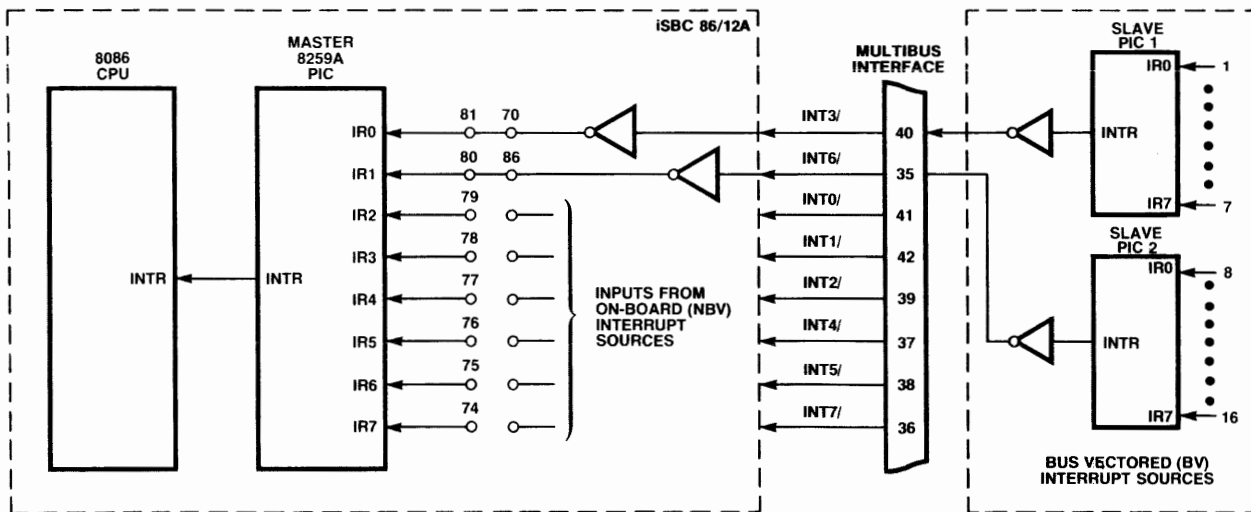 iSBC 86/12A
8086
CPU
MASTER
8259A
PIC
MULTIBUS
INTERFACE
SLAVE
PIC 1
IR0
1
INTR
IR7
7
SLAVE
PIC 2
IR0
8
INTR
IR7
16
BUS VECTORED (BV)
INTERRUPT SOURCES
INTR
INTR
IR0
81
70
INT3/
40
IR1
80
86
INT6/
35
IR2
79
INT0/
41
IR3
78
INT1/
42
IR4
77
INT2/
39
IR5
76
INT4/
37
IR6
75
INT5/
38
IR7
74
INT7/
36
INPUTS FROM
ON-BOARD (NBV)
INTERRUPT
SOURCES